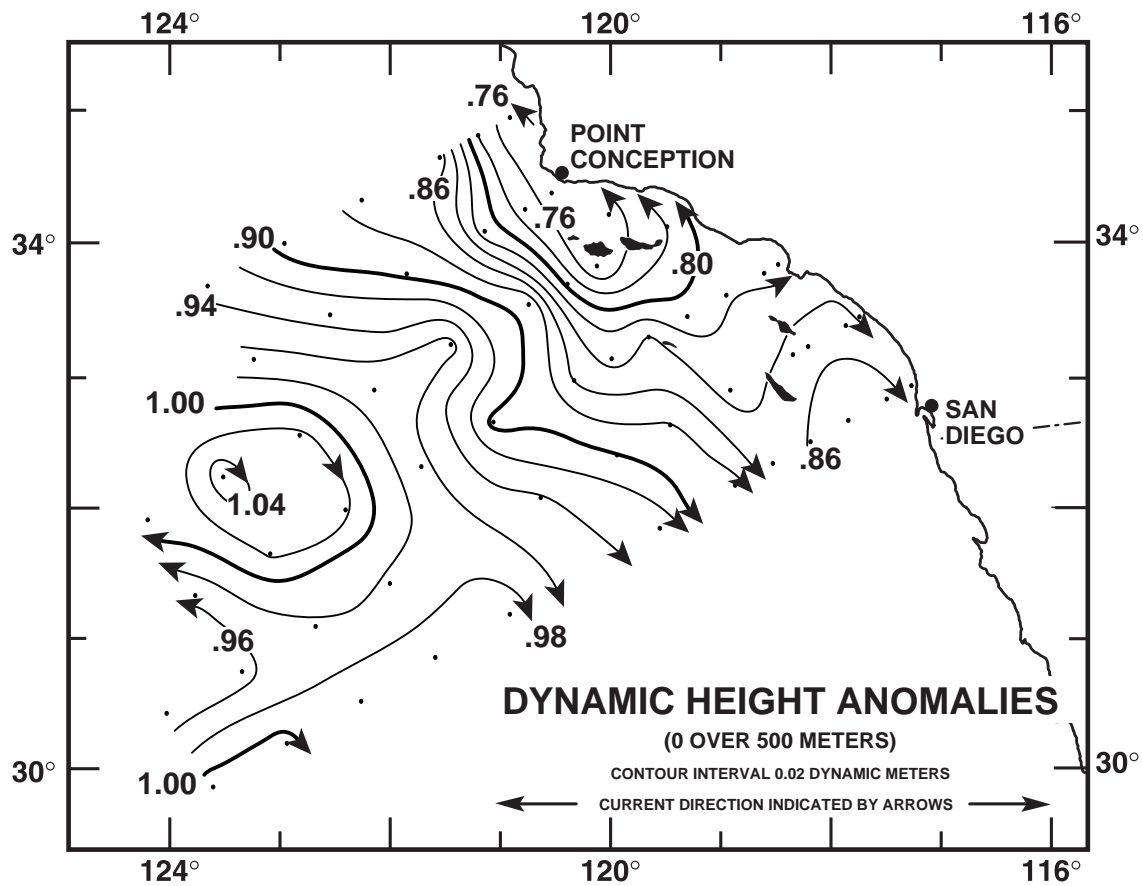 124° 120° 116°
.76
POINT
CONCEPTION
.86
.76
34° .90 34°
.80
.94
1.00
SAN
DIEGO
.86
1.04
.96 .98
DYNAMIC HEIGHT ANOMALIES
(0 OVER 500 METERS)
30° 30°
CONTOUR INTERVAL 0.02 DYNAMIC METERS
1.00
CURRENT DIRECTION INDICATED BY ARROWS
124° 120° 116°